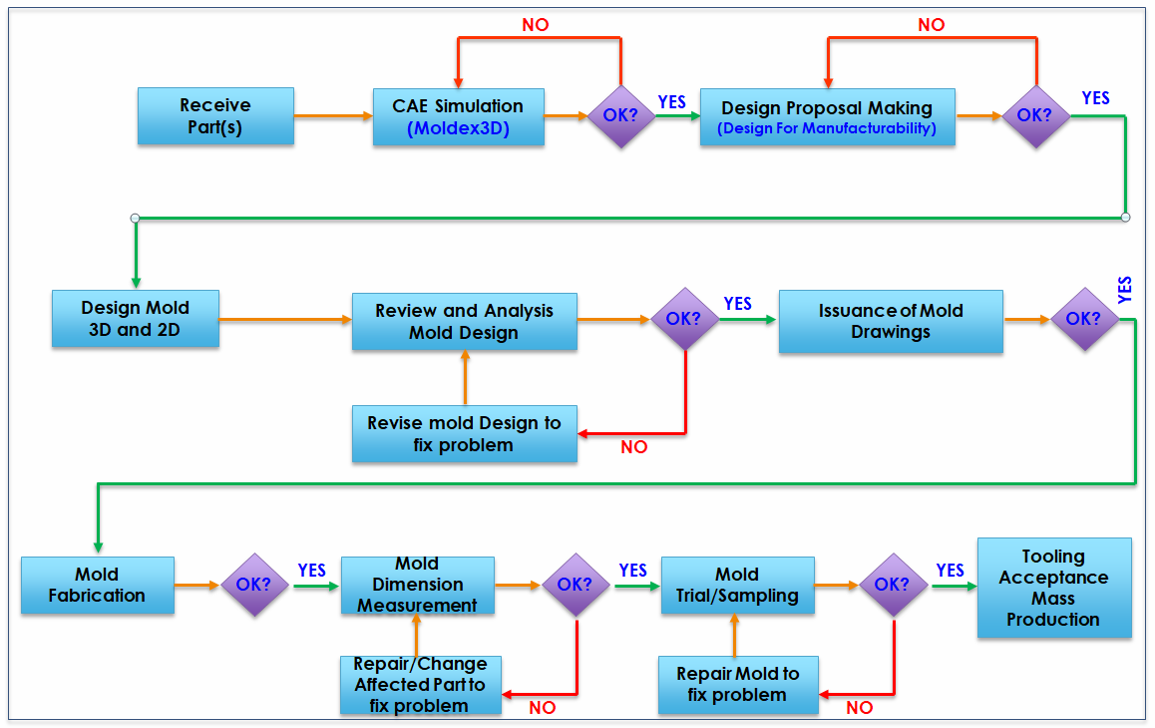 NO
NO
Receive
Part(s)
CAE Simulation
(Moldex3D)
OK?
YES
Design Proposal Making
(Design For Manufacturability)
OK?
YES
Design Mold
3D and 2D
Review and Analysis
Mold Design
OK?
YES
Issuance of Mold
Drawings
OK?
YES
Revise mold Design to
fix problem
NO
Mold
Fabrication
OK?
YES
Mold
Dimension
Measurement
OK?
YES
Mold
Trial/Sampling
OK?
YES
Tooling
Acceptance
Mass
Production
Repair/Change
Affected Part to
fix problem
NO
Repair Mold to
fix problem
NO